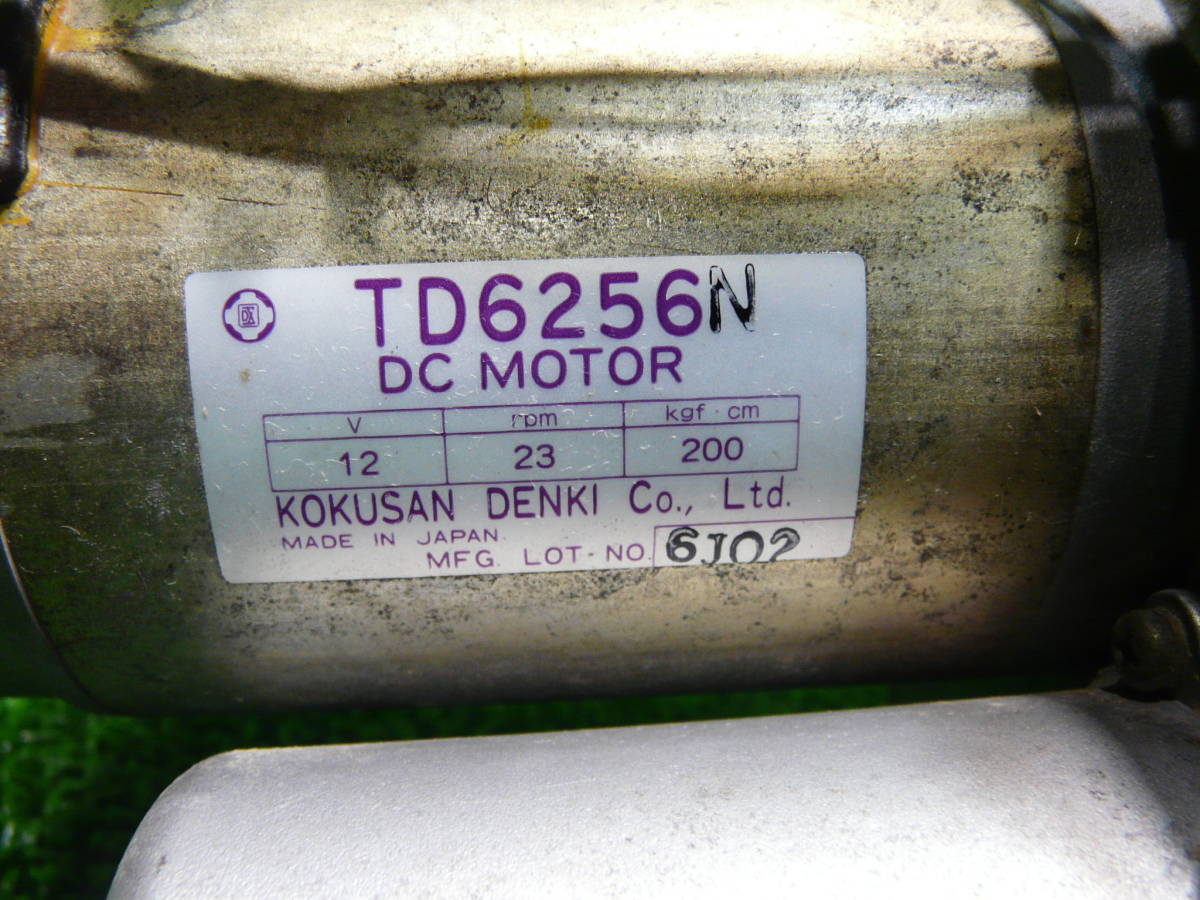 TD6256N
DC MOTOR
V rpm kgf·cm
12 23 200
KOKUSAN DENKI Co., Ltd.
MADE IN JAPAN.
MFG. LOT-NO. 6J02